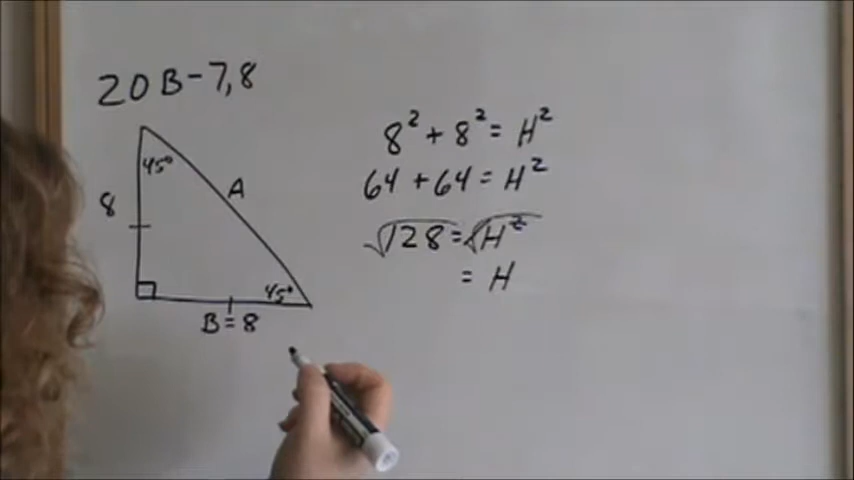 20B-7,8
45°
8
A
45°
B=8
8² + 8² = H²
64 + 64 = H²
√128 = √H²
= H